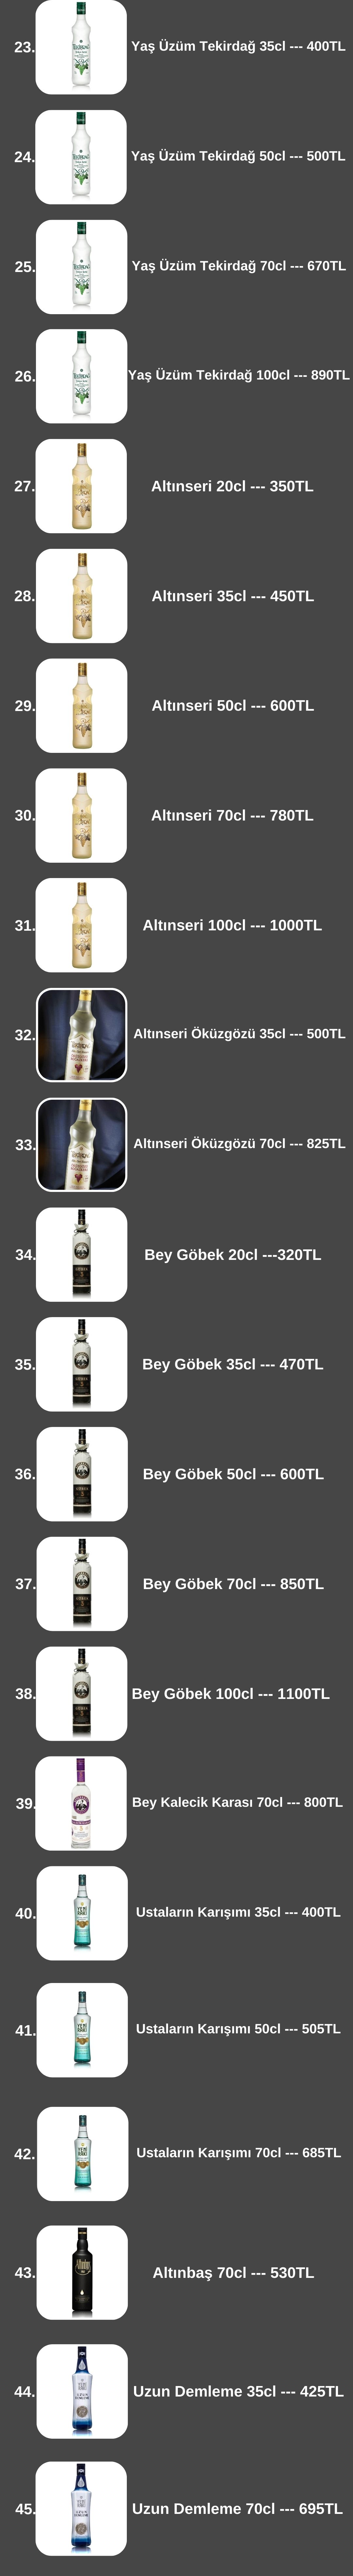 23. Yaş Üzüm Tekirdağ 35cl --- 400TL
24. Yaş Üzüm Tekirdağ 50cl --- 500TL
25. Yaş Üzüm Tekirdağ 70cl --- 670TL
26. Yaş Üzüm Tekirdağ 100cl --- 890TL
27. Altınseri 20cl --- 350TL
28. Altınseri 35cl --- 450TL
29. Altınseri 50cl --- 600TL
30. Altınseri 70cl --- 780TL
31. Altınseri 100cl --- 1000TL
32. Altınseri Öküzgözü 35cl --- 500TL
33. Altınseri Öküzgözü 70cl --- 825TL
34. Bey Göbek 20cl ---320TL
35. Bey Göbek 35cl --- 470TL
36. Bey Göbek 50cl --- 600TL
37. Bey Göbek 70cl --- 850TL
38. Bey Göbek 100cl --- 1100TL
39. Bey Kalecik Karası 70cl --- 800TL
40. Ustaların Karışımı 35cl --- 400TL
41. Ustaların Karışımı 50cl --- 505TL
42. Ustaların Karışımı 70cl --- 685TL
43. Altınbaş 70cl --- 530TL
44. Uzun Demleme 35cl --- 425TL
45. Uzun Demleme 70cl --- 695TL